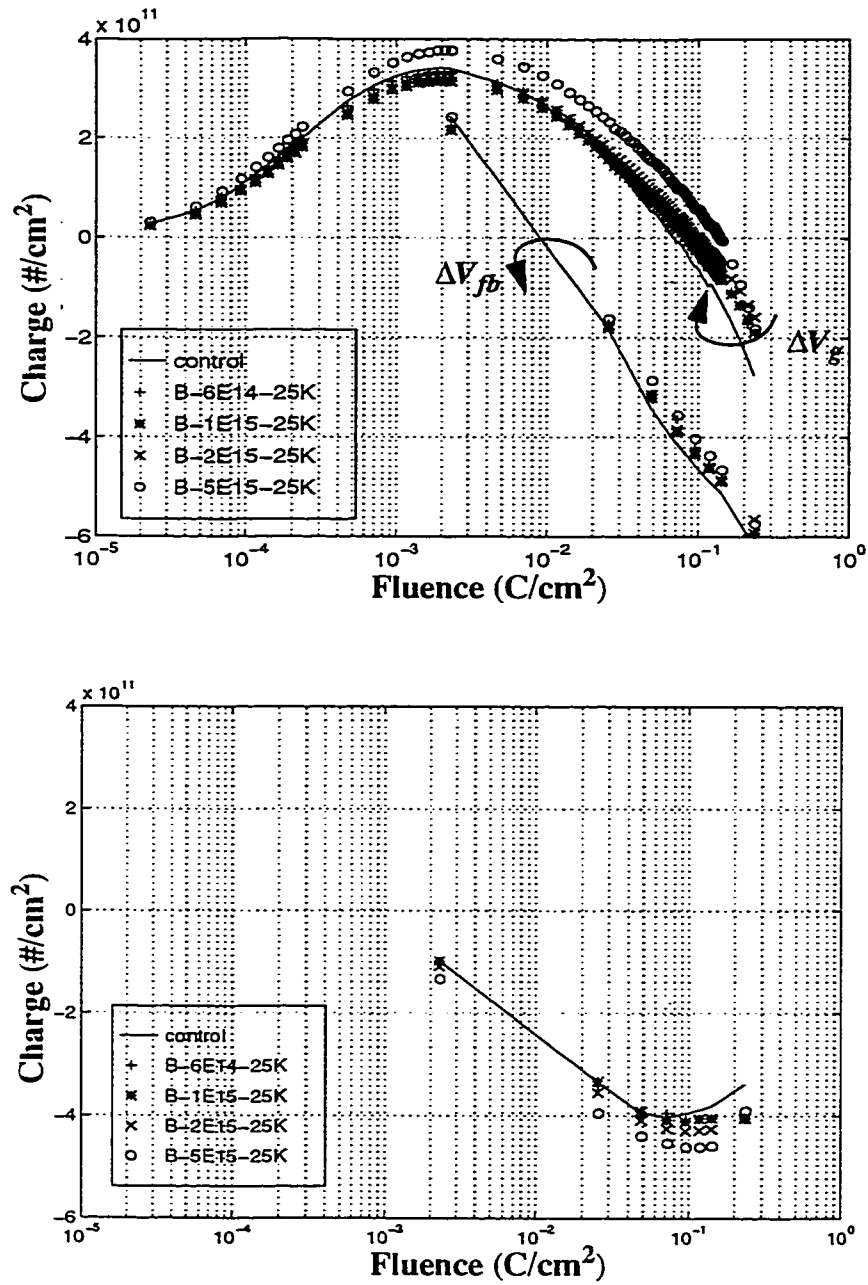 × 10¹¹
4
2
0
−2
−4
−6
Charge (#/cm²)
ΔV_fb
ΔV_g
control
B−6E14−25K
B−1E15−25K
B−2E15−25K
B−5E15−25K
10⁻⁵
10⁻⁴
10⁻³
10⁻²
10⁻¹
10⁰
Fluence (C/cm²)
× 10¹¹
4
2
0
−2
−4
−6
Charge (#/cm²)
control
B−6E14−25K
B−1E15−25K
B−2E15−25K
B−5E15−25K
10⁻⁵
10⁻⁴
10⁻³
10⁻²
10⁻¹
10⁰
Fluence (C/cm²)